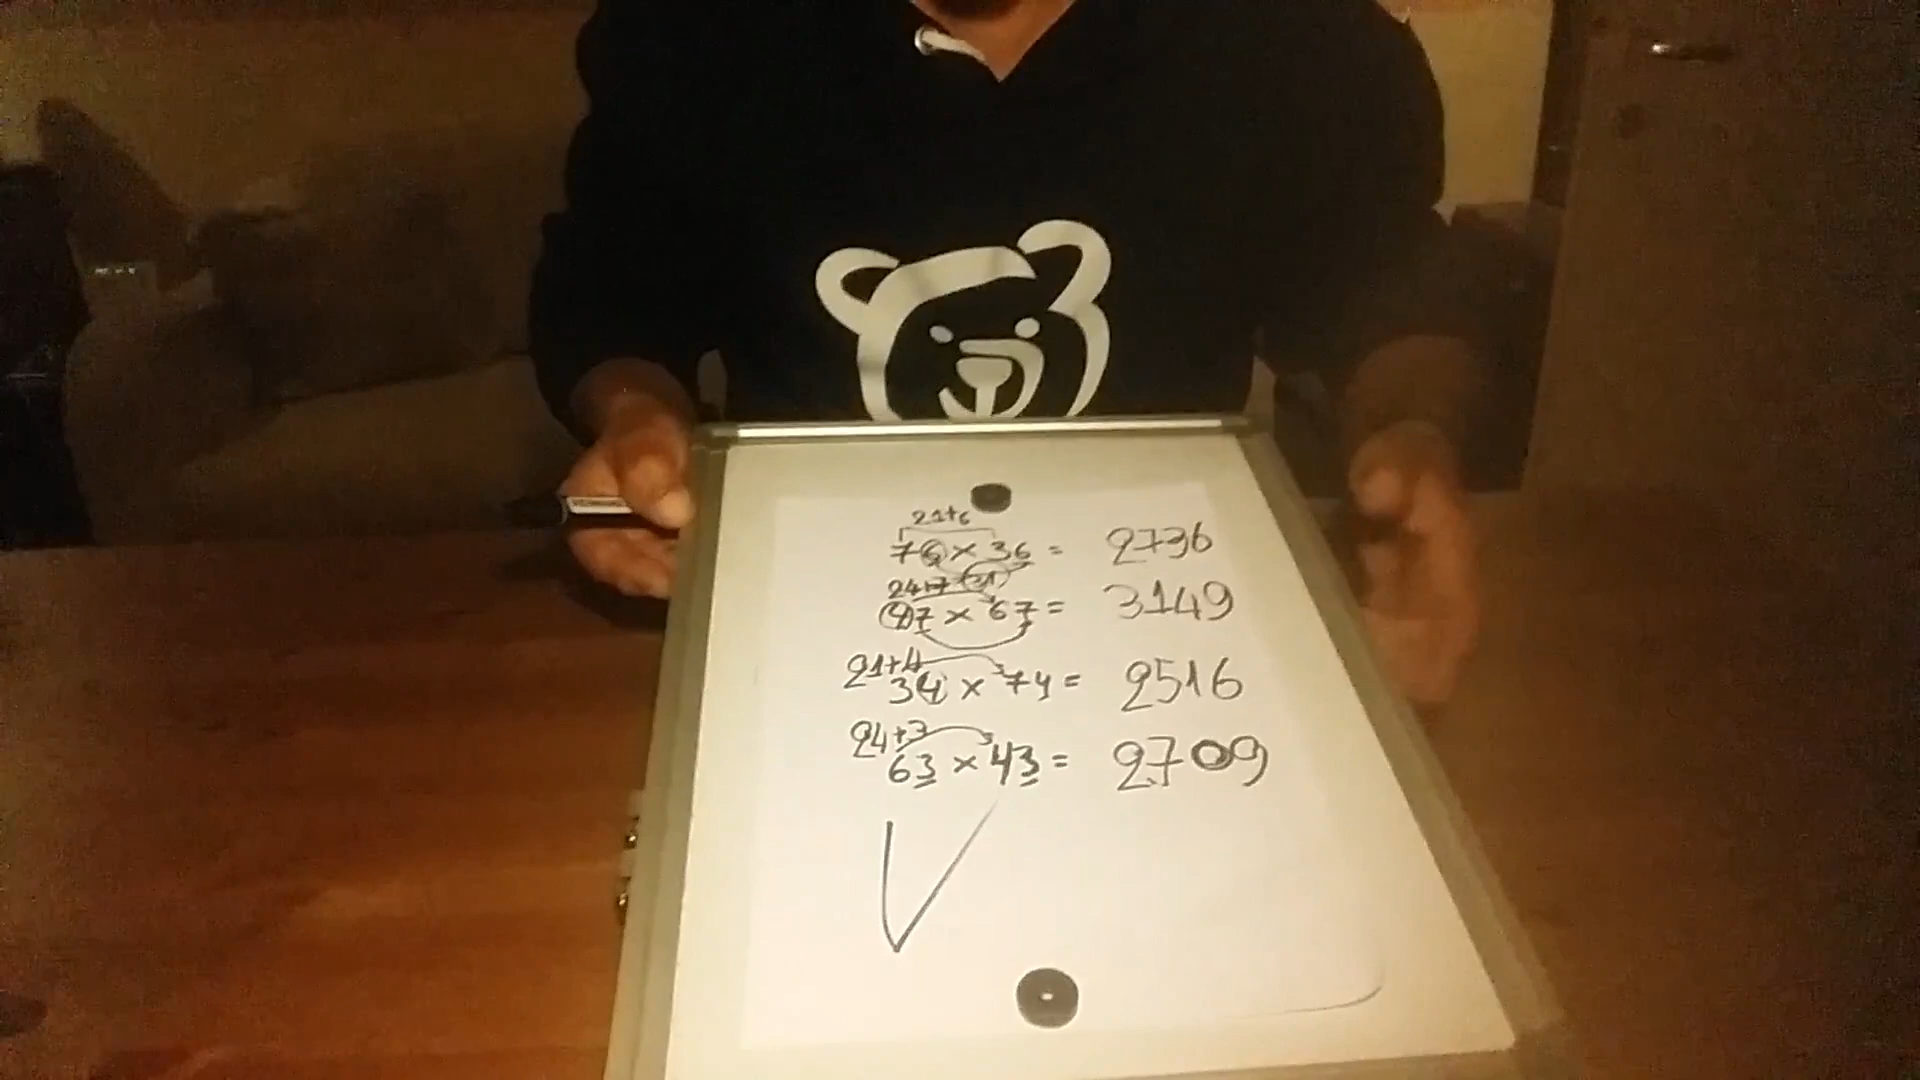 21+6
76 × 36 = 2736
24+7 21
47 × 67 = 3149
21+4
34 × 74 = 2516
24+3
63 × 43 = 2709